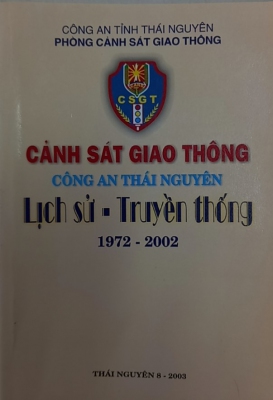 CÔNG AN TỈNH THÁI NGUYÊN
PHÒNG CẢNH SÁT GIAO THÔNG
CSGT
CẢNH SÁT GIAO THÔNG
CÔNG AN THÁI NGUYÊN
Lịch sử - Truyền thống
1972 - 2002
THÁI NGUYÊN 8 - 2003